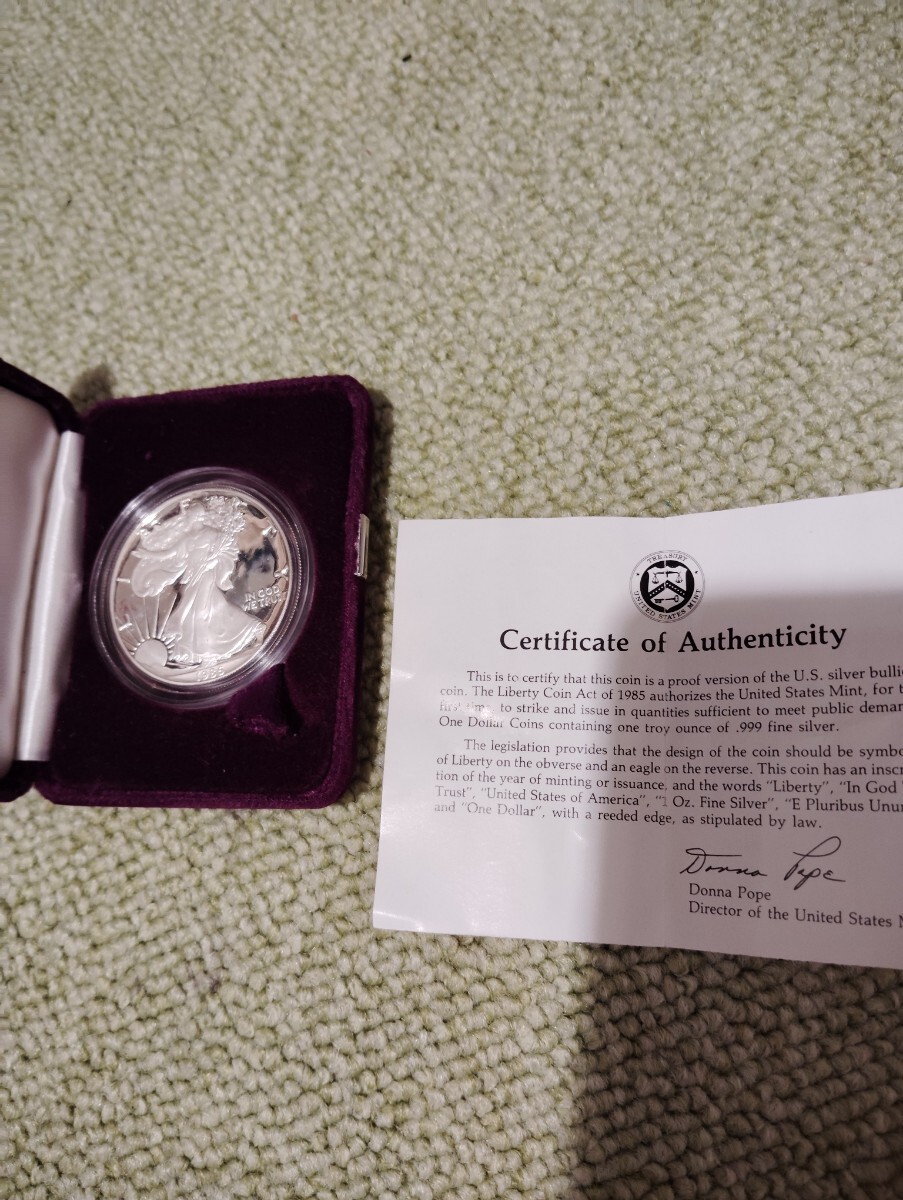 IN GOD
WE TRUST
TREASURY
UNITED STATES MINT
Certificate of Authenticity
This is to certify that this coin is a proof version of the U.S. silver bulli
coin. The Liberty Coin Act of 1985 authorizes the United States Mint, for t
first time, to strike and issue in quantities sufficient to meet public deman
One Dollar Coins containing one troy ounce of .999 fine silver.
The legislation provides that the design of the coin should be symbo
of Liberty on the obverse and an eagle on the reverse. This coin has an inscr
tion of the year of minting or issuance, and the words "Liberty", "In God
Trust", "United States of America", "1 Oz. Fine Silver", "E Pluribus Unu
and "One Dollar", with a reeded edge, as stipulated by law.
Donna Pope
Donna Pope
Director of the United States